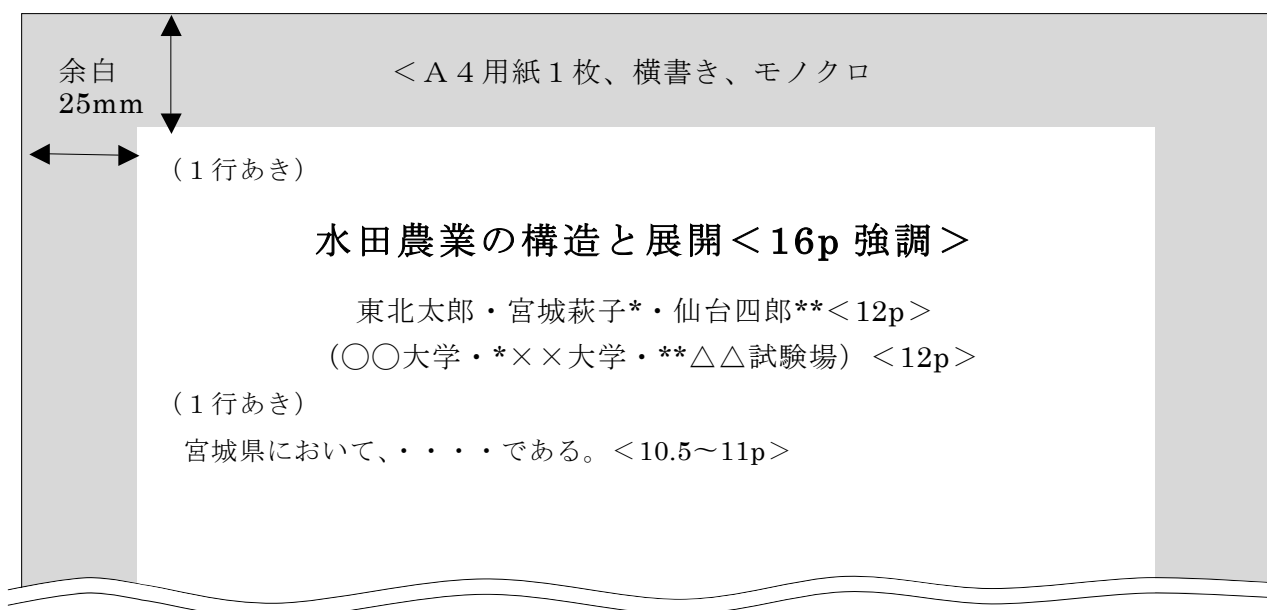 余白
25mm
＜Ａ４用紙１枚、横書き、モノクロ
（１行あき）
水田農業の構造と展開＜16p 強調＞
東北太郎・宮城萩子*・仙台四郎**＜12p＞
（○○大学・*××大学・**△△試験場）＜12p＞
（１行あき）
宮城県において、・・・・である。＜10.5～11p＞